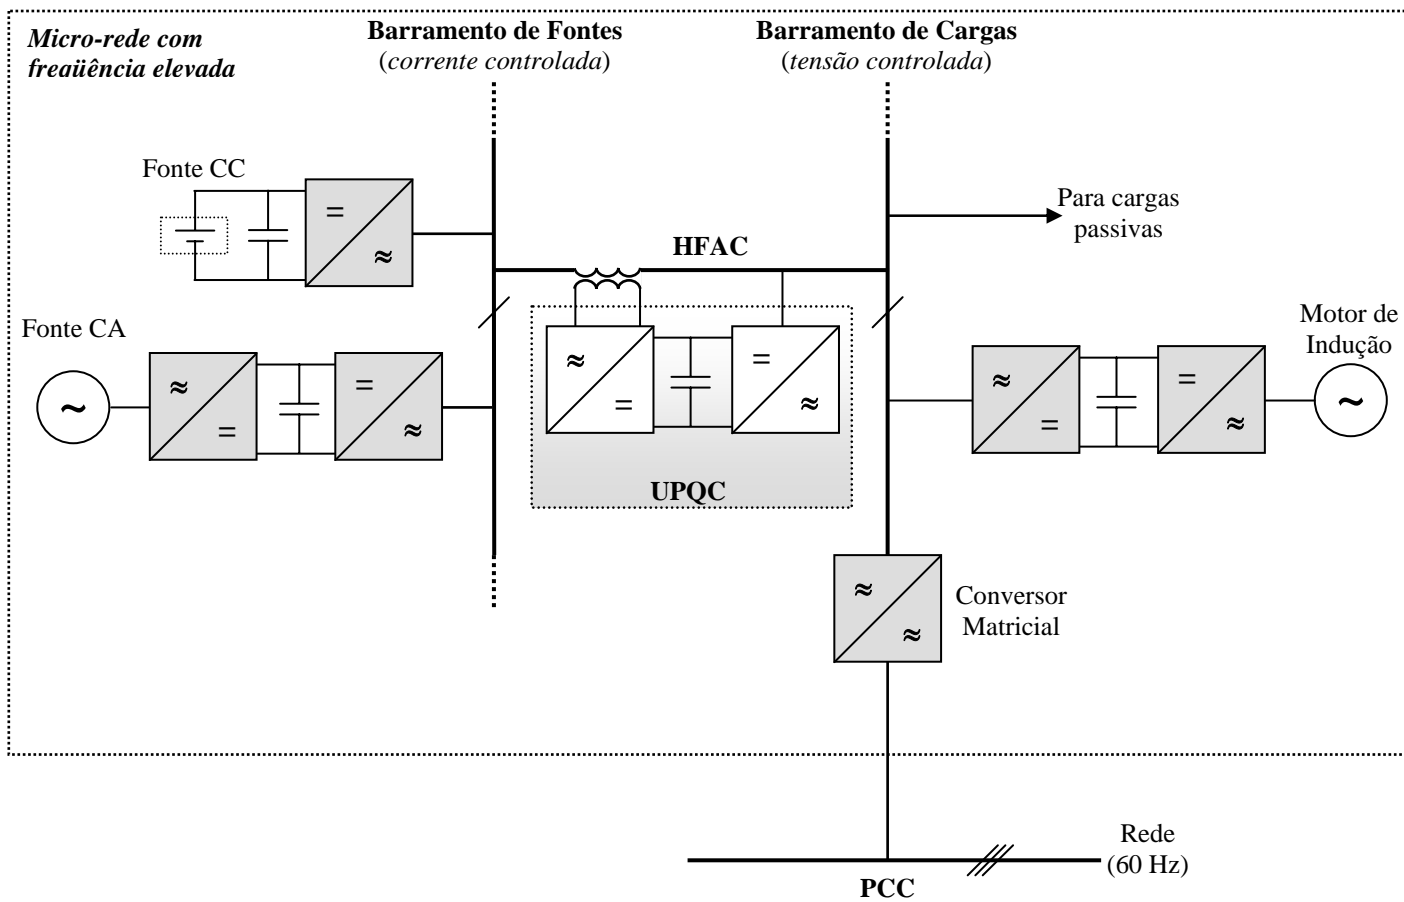 Micro-rede com
freqüência elevada
Barramento de Fontes
(corrente controlada)
Barramento de Cargas
(tensão controlada)
Fonte CC
=
≈
HFAC
Para cargas
passivas
Fonte CA
~
≈
=
=
≈
≈
=
=
≈
UPQC
≈
=
=
≈
Motor de
Indução
~
≈
≈
Conversor
Matricial
Rede
(60 Hz)
PCC